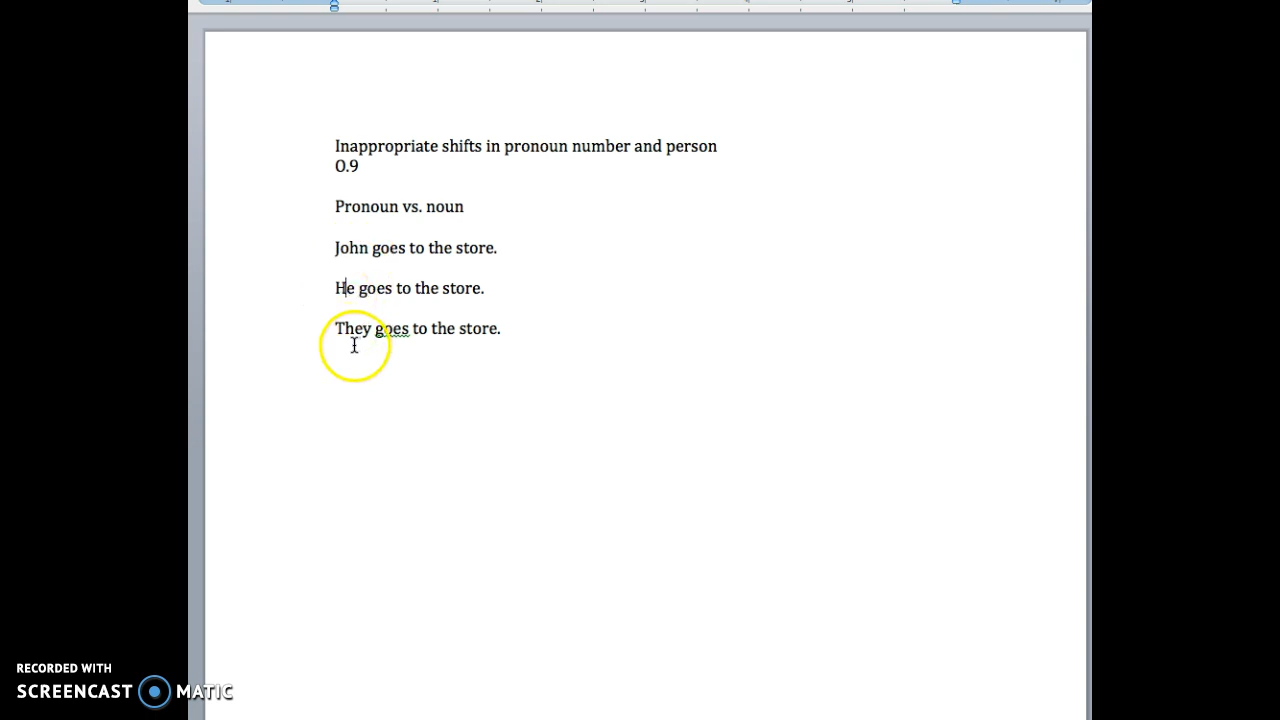 Inappropriate shifts in pronoun number and person
O.9
Pronoun vs. noun
John goes to the store.
He goes to the store.
They goes to the store.
RECORDED WITH
SCREENCAST MATIC